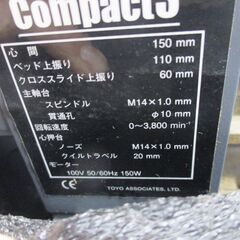 Compact3
心 間 150 mm
ベッド上振り 110 mm
クロススライド上振り 60 mm
主軸台
スピンドル M14×1.0 mm
貫通孔 φ10 mm
回転速度 0~3,800 min⁻¹
心押台
ノーズ M14×1.0 mm
クイルトラベル 20 mm
モーター
100V 50/60Hz 150W
CE TOYO ASSOCIATES, LTD.